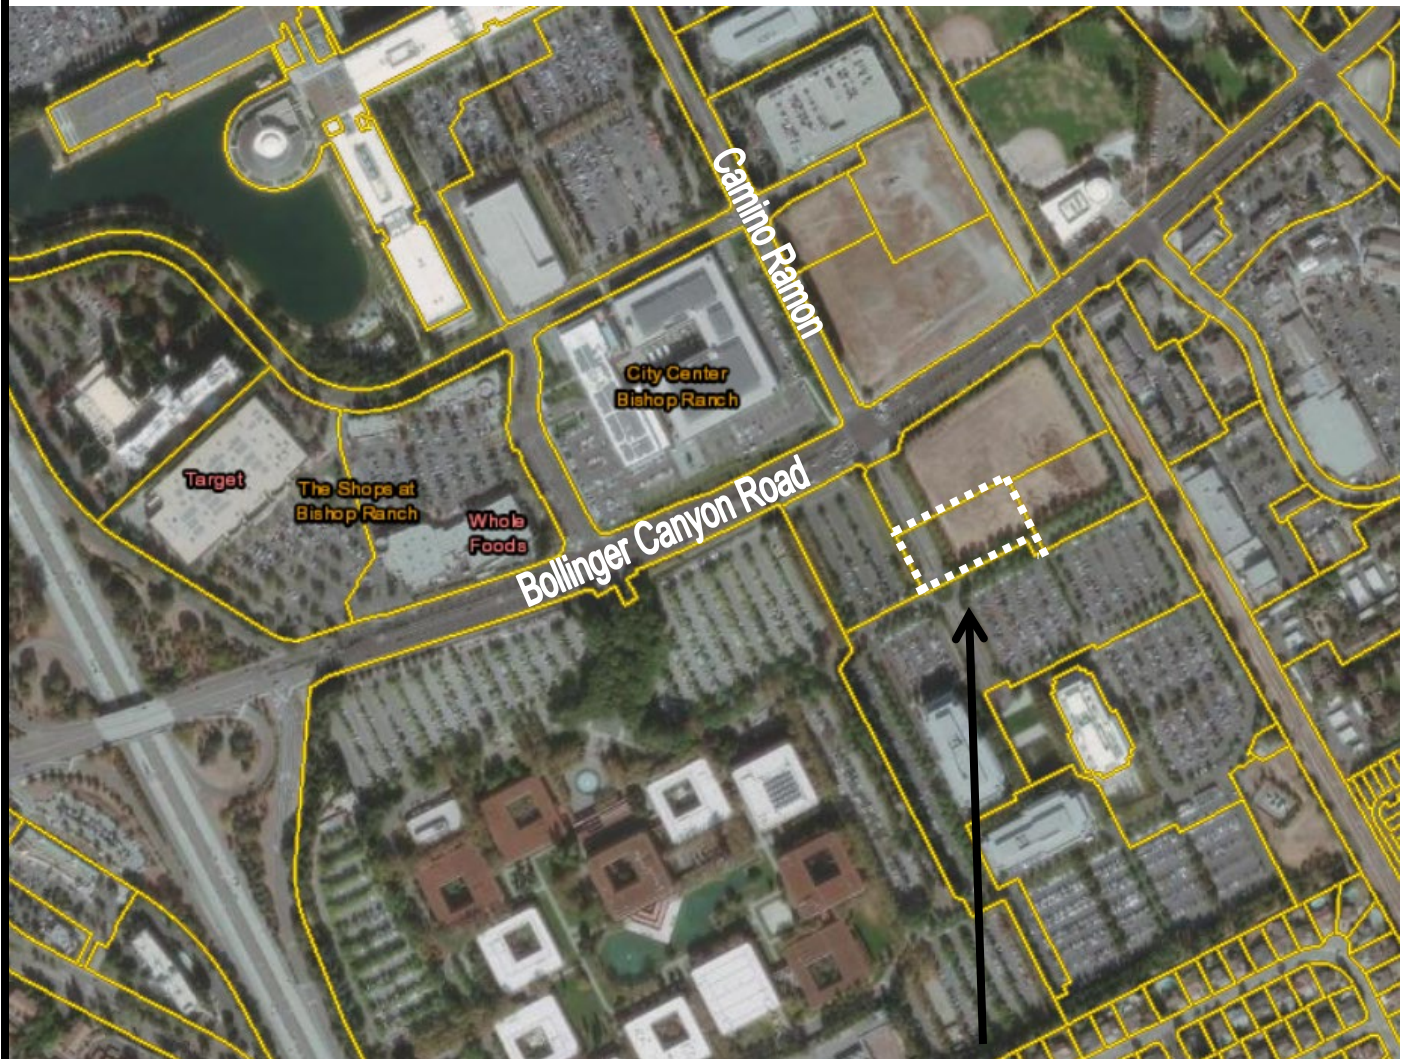 Camino Ramon
City Center
Bishop Ranch
Target
The Shops at
Bishop Ranch
Whole
Foods
Bollinger Canyon Road